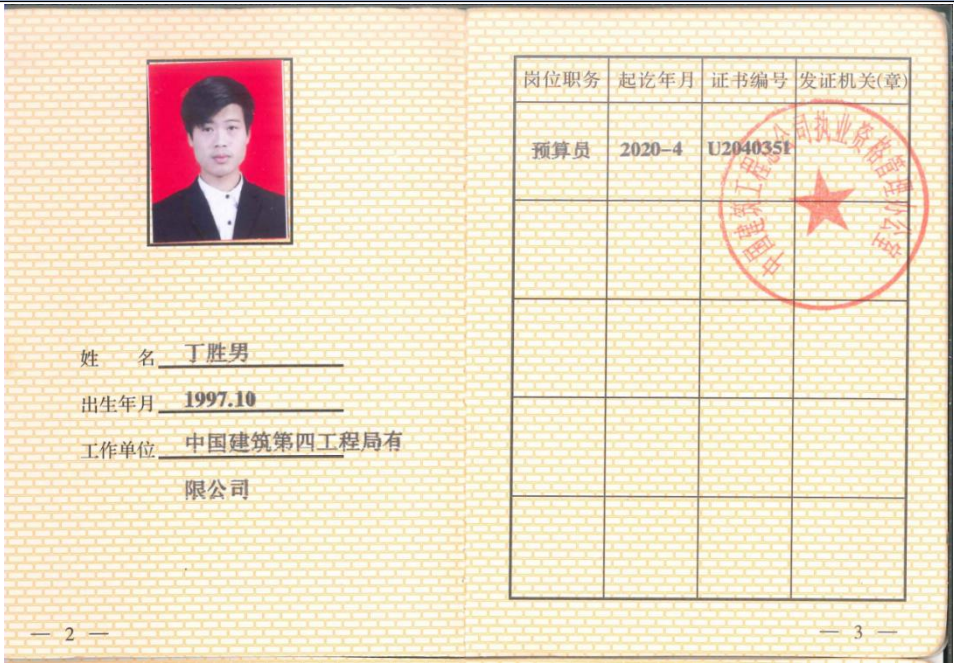 姓 名 丁胜男
出生年月 1997.10
工作单位 中国建筑第四工程局有
限公司
— 2 —
岗位职务 起讫年月 证书编号 发证机关(章)
预算员 2020-4 U2040351
中国建筑工程总公司执业资格管理办公室
— 3 —